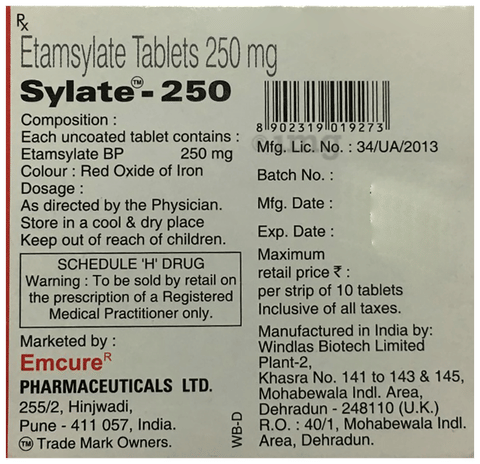 Rx
Etamsylate Tablets 250 mg
Sylate™- 250
Composition :
Each uncoated tablet contains :
Etamsylate BP 250 mg
Colour : Red Oxide of Iron
Dosage :
As directed by the Physician.
Store in a cool & dry place
Keep out of reach of children.
SCHEDULE 'H' DRUG
Warning : To be sold by retail on
the prescription of a Registered
Medical Practitioner only.
Marketed by :
EmcureR
PHARMACEUTICALS LTD.
255/2, Hinjwadi,
Pune - 411 057, India.
TM Trade Mark Owners.
WB-D
8 902319 019273
1mg
Mfg. Lic. No. : 34/UA/2013
Batch No. :
Mfg. Date :
Exp. Date :
Maximum
retail price ₹ :
per strip of 10 tablets
Inclusive of all taxes.
Manufactured in India by:
Windlas Biotech Limited
Plant-2,
Khasra No. 141 to 143 & 145,
Mohabewala Indl. Area,
Dehradun - 248110 (U.K.)
R.O. : 40/1, Mohabewala Indl.
Area, Dehradun.